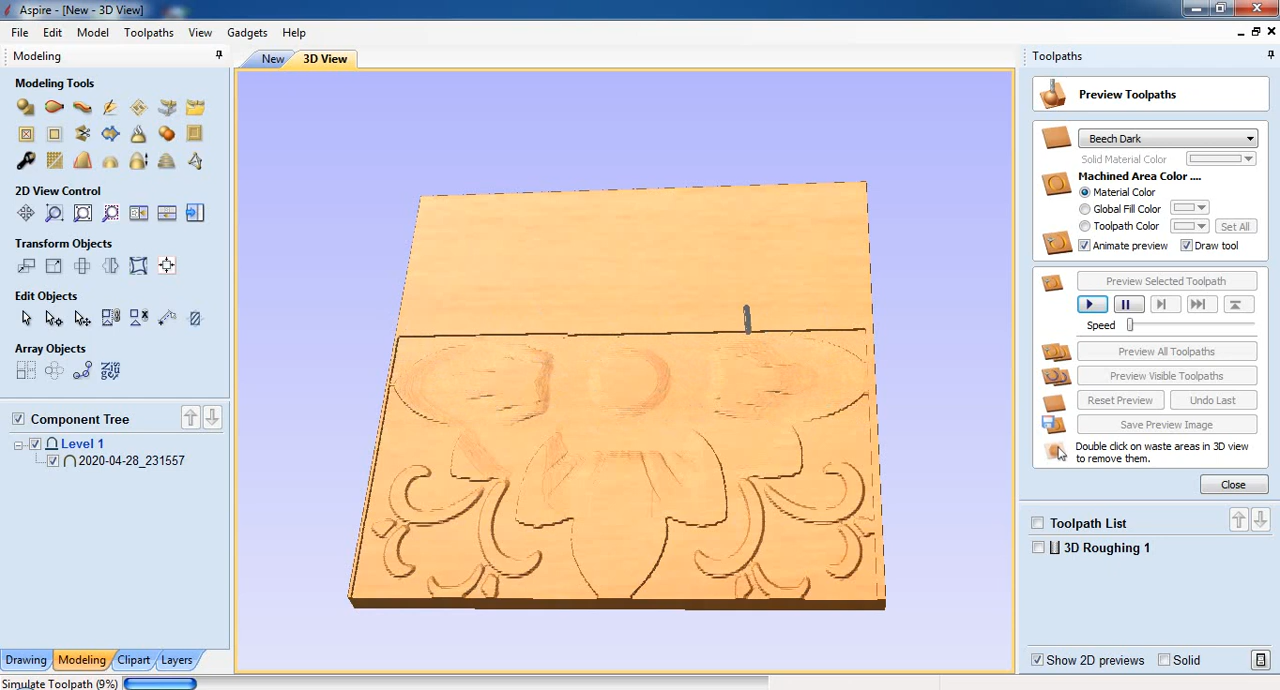 Aspire - [New - 3D View]
File Edit Model Toolpaths View Gadgets Help
Modeling
Modeling Tools
2D View Control
Transform Objects
Edit Objects
Array Objects
Component Tree
Level 1
2020-04-28_231557
Drawing Modeling Clipart Layers
Simulate Toolpath (9%)
New 3D View
Toolpaths
Preview Toolpaths
Beech Dark
Solid Material Color
Machined Area Color ....
Material Color
Global Fill Color
Toolpath Color Set All
Animate preview Draw tool
Preview Selected Toolpath
Speed
Preview All Toolpaths
Preview Visible Toolpaths
Reset Preview Undo Last
Save Preview Image
Double click on waste areas in 3D view
to remove them.
Close
Toolpath List
3D Roughing 1
Show 2D previews Solid